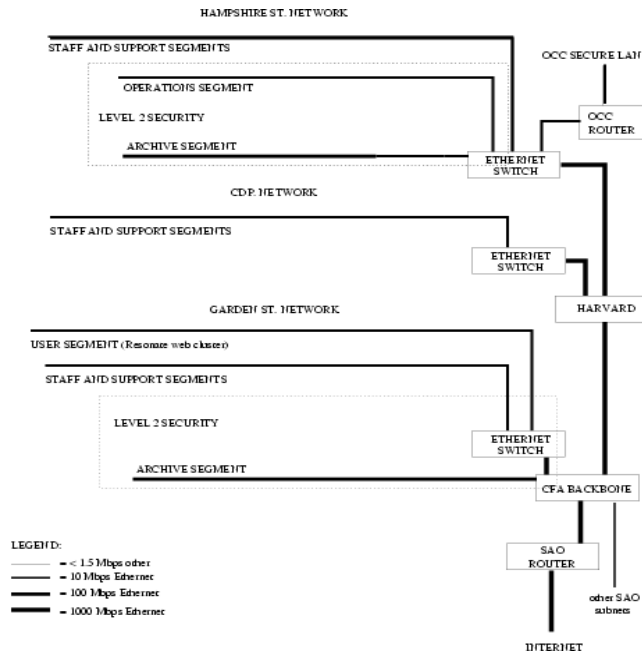 HAMPSHIRE ST. NETWORK
STAFF AND SUPPORT SEGMENTS
OCC SECURE LAN
OPERATIONS SEGMENT
LEVEL 2 SECURITY
OCC
ROUTER
ARCHIVE SEGMENT
ETHERNET
SWITCH
CDP. NETWORK
STAFF AND SUPPORT SEGMENTS
ETHERNET
SWITCH
GARDEN ST. NETWORK
HARVARD
USER SEGMENT (Resonate web cluster)
STAFF AND SUPPORT SEGMENTS
LEVEL 2 SECURITY
ETHERNET
SWITCH
ARCHIVE SEGMENT
CFA BACKBONE
LEGEND:
= < 1.5 Mbps other
= 10 Mbps Ethernet
= 100 Mbps Ethernet
= 1000 Mbps Ethernet
SAO
ROUTER
other SAO
subnets
INTERNET